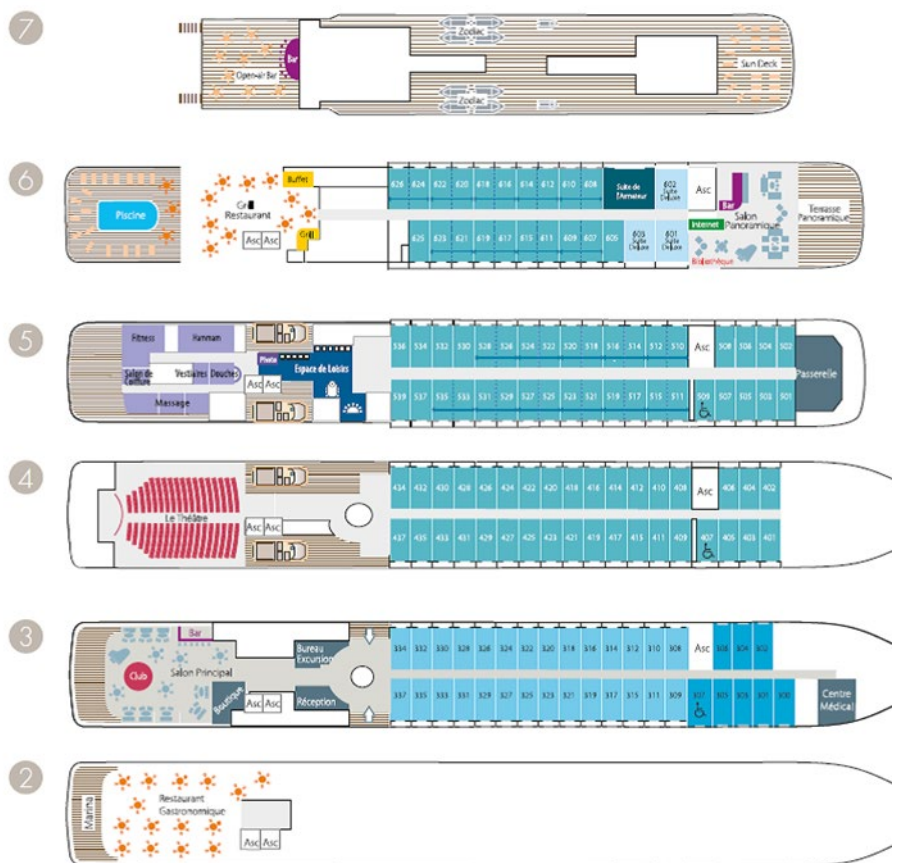 7
Zodiac
Bar
Open-air Bar
Sun Deck
Zodiac
6
Buffet
626 624 622 620 618 616 614 612 610 608
Suite de
l'Armateur
602
Suite
Deluxe
Asc
Bar
Piscine
Grill
Restaurant
Internet
Salon
Panoramique
Terrasse
Panoramique
Asc Asc
Grill
625 623 621 619 617 615 611 609 607 605
603
Suite
Deluxe
601
Suite
Deluxe
Bibliothèque
5
Fitness
Hammam
536 534 532 530 528 526 524 522 520 518 516 514 512 510 Asc 508 506 504 502
Photo
Espace de Loisirs
Salon de
Coiffure
Vestiaires
Douches
Asc Asc
Passerelle
Massage
539 537 535 533 531 529 527 525 523 521 519 517 515 511 509 507 505 503 501
4
434 432 430 428 426 424 422 420 418 416 414 412 410 408 Asc 406 404 402
Le Théâtre
Asc Asc
437 435 433 431 429 427 425 423 421 419 417 415 411 409 407 405 403 401
3
Bar
Bureau
Excursion
334 332 330 328 326 324 322 320 318 316 314 312 310 308 Asc 306 304 302
Club
Salon Principal
Boutique
Asc Asc
Réception
337 335 333 331 329 327 325 323 321 319 317 315 311 309 307 305 303 301 300
Centre
Médical
2
Marina
Restaurant
Gastronomique
Asc Asc